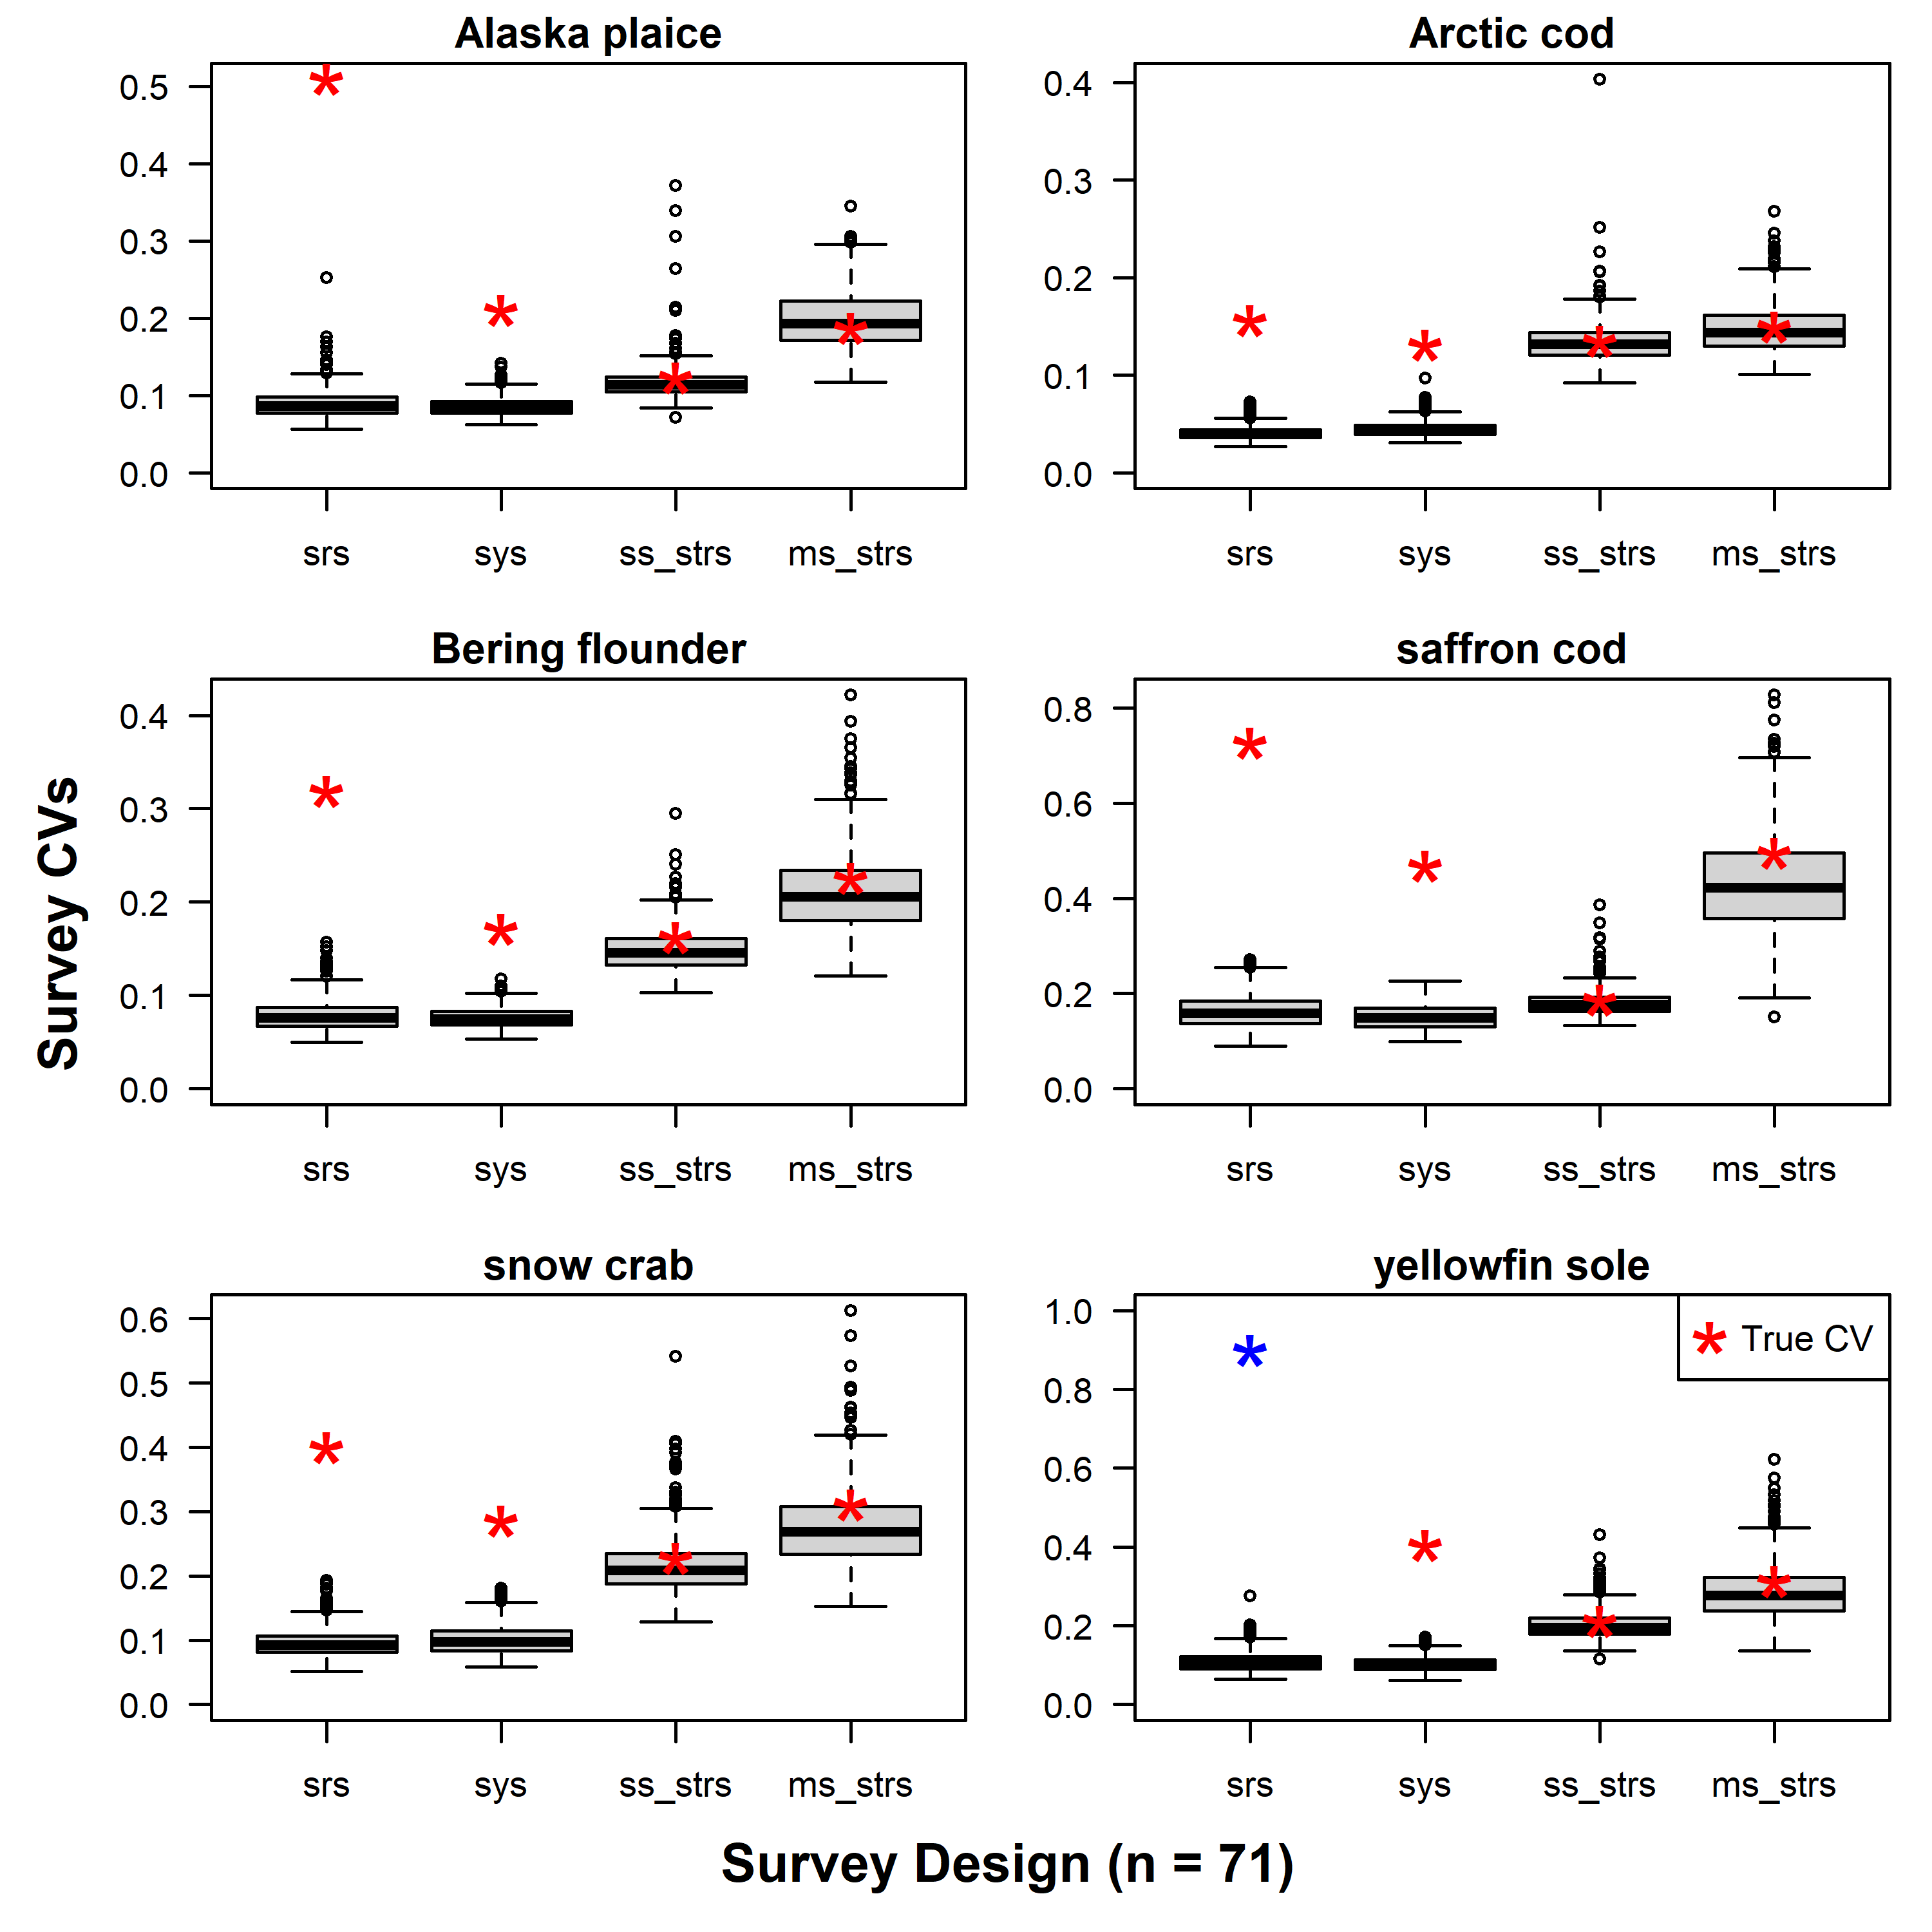 Alaska plaice
0.5
0.4
0.3
0.2
0.1
0.0
srs sys ss_strs ms_strs
Arctic cod
0.4
0.3
0.2
0.1
0.0
srs sys ss_strs ms_strs
Survey CVs
Bering flounder
0.4
0.3
0.2
0.1
0.0
srs sys ss_strs ms_strs
saffron cod
0.8
0.6
0.4
0.2
0.0
srs sys ss_strs ms_strs
snow crab
0.6
0.5
0.4
0.3
0.2
0.1
0.0
srs sys ss_strs ms_strs
yellowfin sole
1.0
0.8
0.6
0.4
0.2
0.0
* True CV
srs sys ss_strs ms_strs
Survey Design (n = 71)